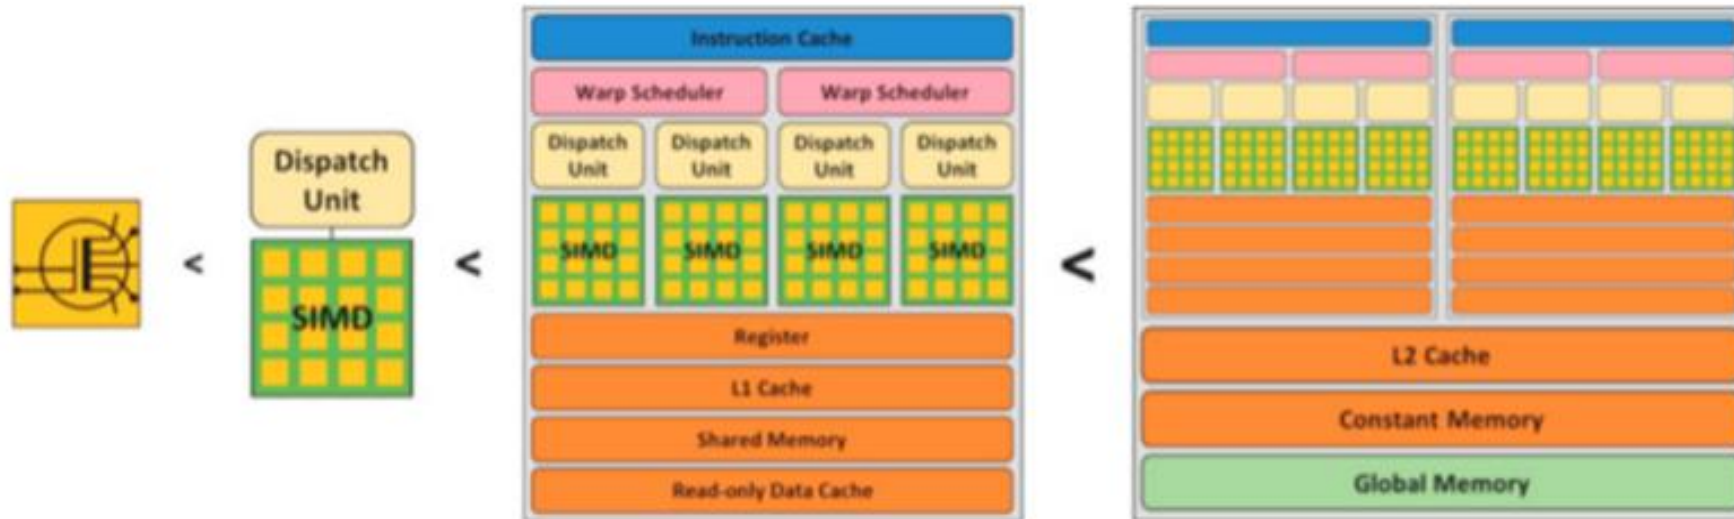 Dispatch
Unit
SIMD
<
<
Instruction Cache
Warp Scheduler Warp Scheduler
Dispatch Dispatch Dispatch Dispatch
Unit Unit Unit Unit
SIMD SIMD SIMD SIMD
Register
L1 Cache
Shared Memory
Read-only Data Cache
<
L2 Cache
Constant Memory
Global Memory